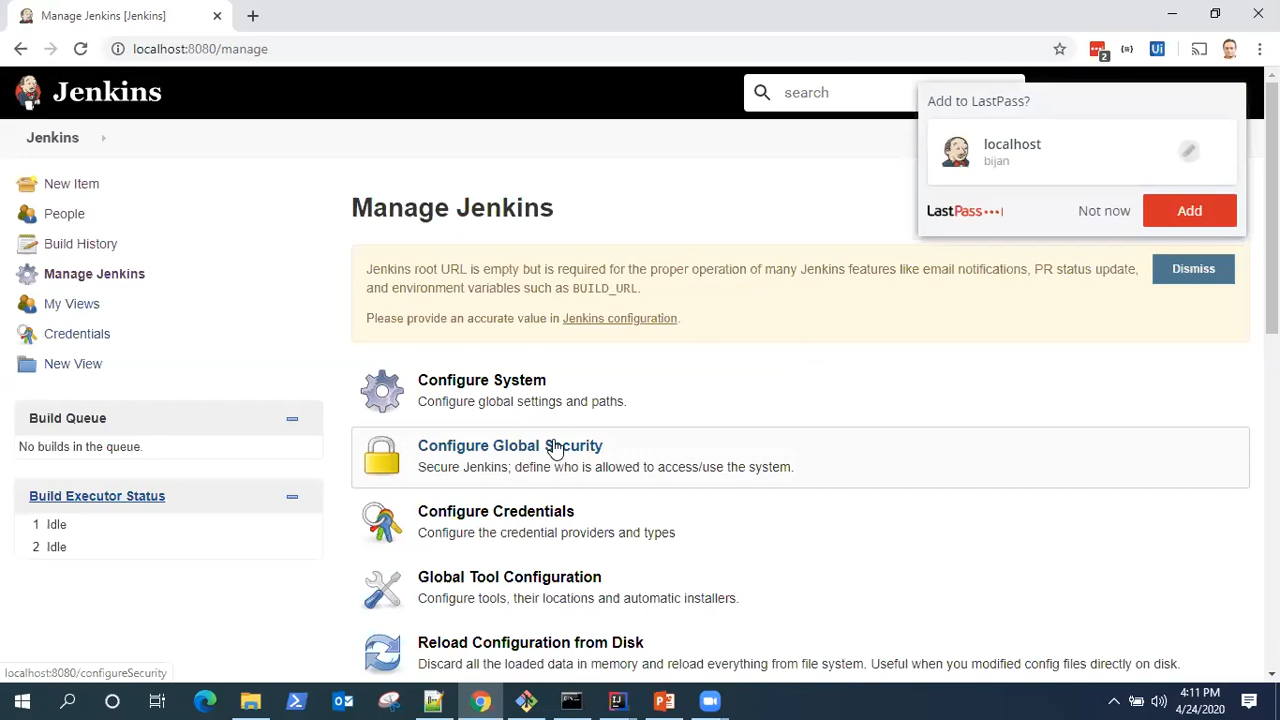 Manage Jenkins [Jenkins]
localhost:8080/manage
2
Jenkins
search
Add to LastPass?
localhost
bijan
LastPass
Not now
Add
Jenkins
New Item
People
Build History
Manage Jenkins
My Views
Credentials
New View
Build Queue
No builds in the queue.
Build Executor Status
1 Idle
2 Idle
Manage Jenkins
Jenkins root URL is empty but is required for the proper operation of many Jenkins features like email notifications, PR status update,
and environment variables such as BUILD_URL.
Please provide an accurate value in Jenkins configuration.
Dismiss
Configure System
Configure global settings and paths.
Configure Global Security
Secure Jenkins; define who is allowed to access/use the system.
Configure Credentials
Configure the credential providers and types
Global Tool Configuration
Configure tools, their locations and automatic installers.
Reload Configuration from Disk
Discard all the loaded data in memory and reload everything from file system. Useful when you modified config files directly on disk.
localhost:8080/configureSecurity
4:11 PM
4/24/2020